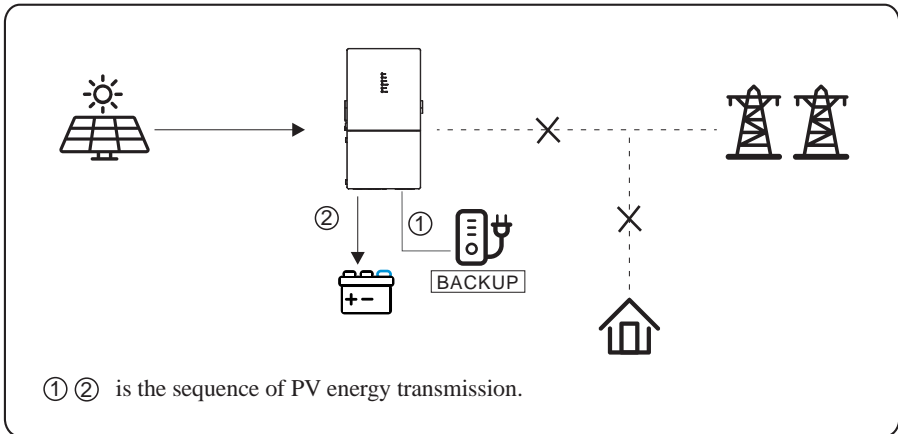 ② ①
BACKUP
① ② is the sequence of PV energy transmission.